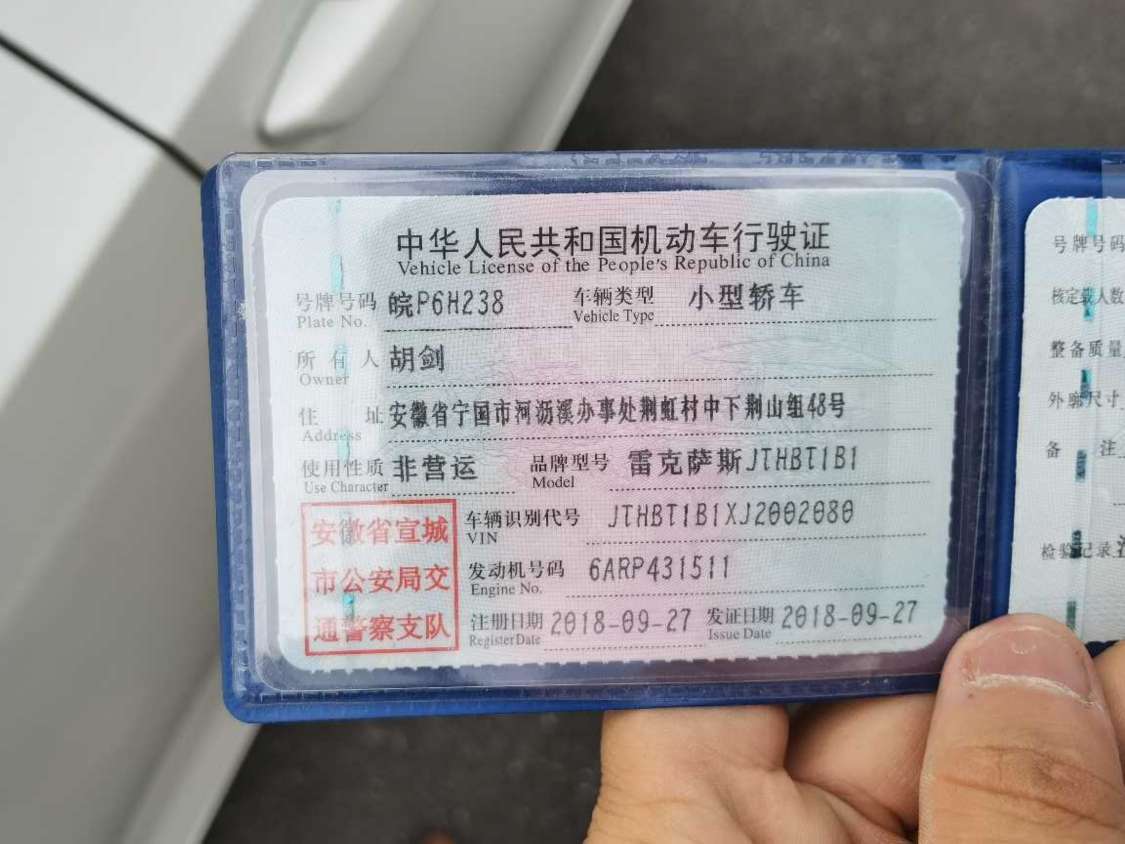 中华人民共和国机动车行驶证
Vehicle License of the People's Republic of China
号牌号码 皖P6H238 车辆类型 小型轿车
Plate No. Vehicle Type
所有人 胡剑
Owner
住址 安徽省宁国市河沥溪办事处荆虹村中下荆山组48号
Address
使用性质 非营运 品牌型号 雷克萨斯JTHBT1B1
Use Character Model
安徽省宣城
市公安局交
通警察支队
车辆识别代号 JTHBT1B1XJ2002080
VIN
发动机号码 6ARP431511
Engine No.
注册日期 2018-09-27 发证日期 2018-09-27
Register Date Issue Date
号牌号码
核定载人数
整备质量
外廓尺寸
备注
检验记录